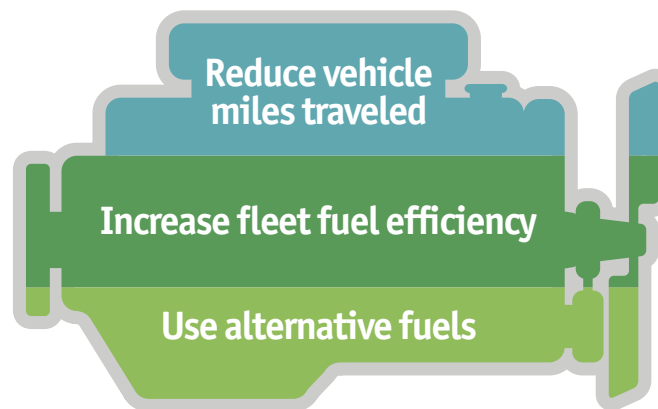 Reduce vehicle
miles traveled
Increase fleet fuel efficiency
Use alternative fuels